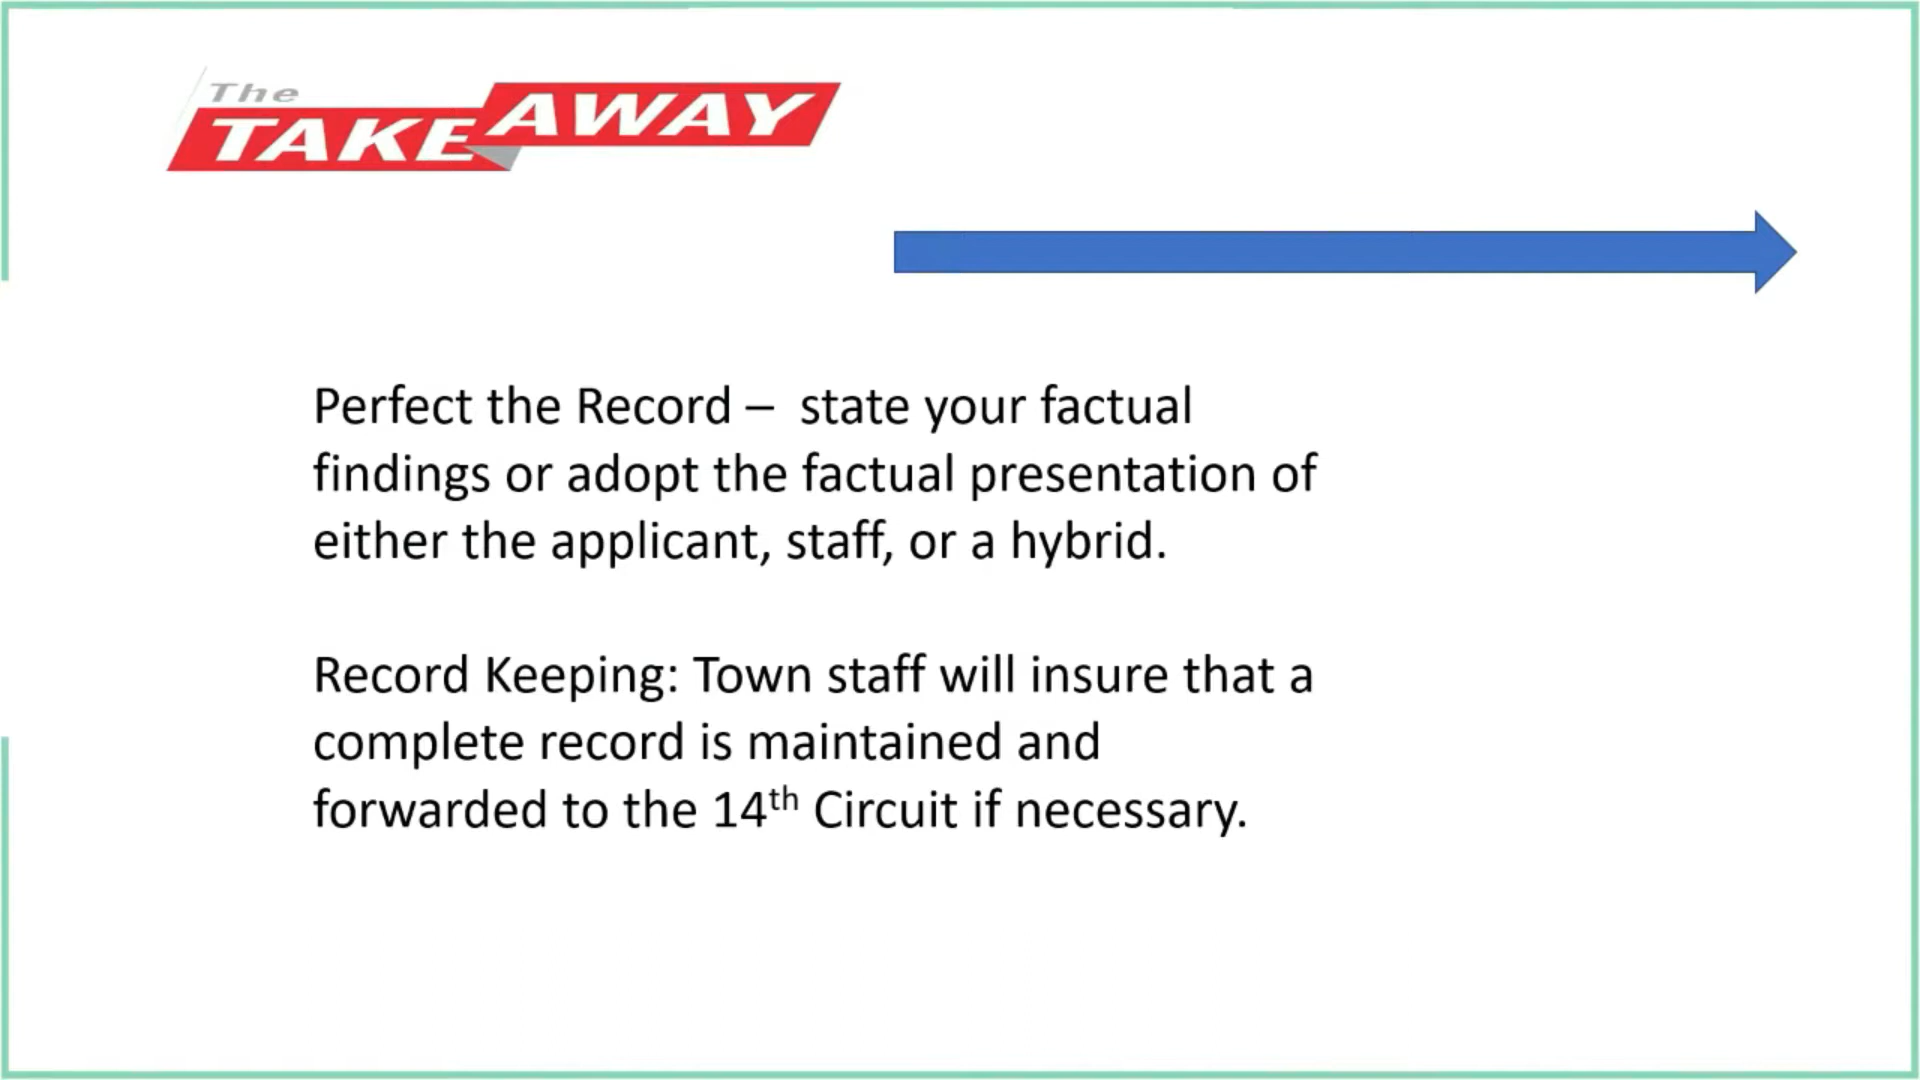 The
TAKE AWAY
Perfect the Record –  state your factual
findings or adopt the factual presentation of
either the applicant, staff, or a hybrid.
Record Keeping: Town staff will insure that a
complete record is maintained and
forwarded to the 14th Circuit if necessary.